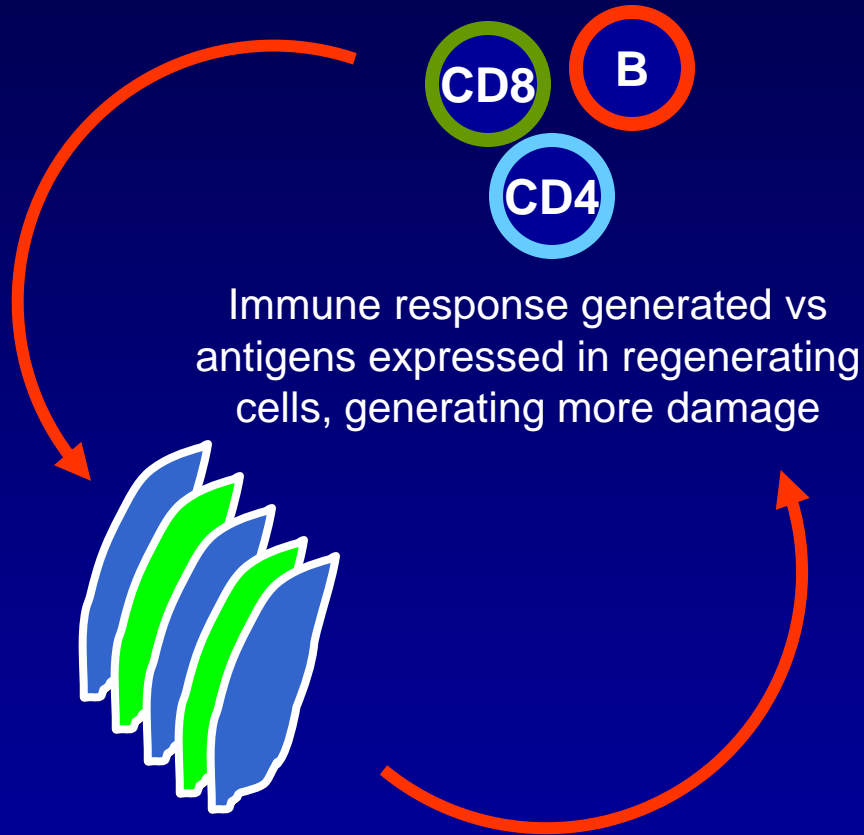 CD8
B
CD4
Immune response generated vs
antigens expressed in regenerating
cells, generating more damage